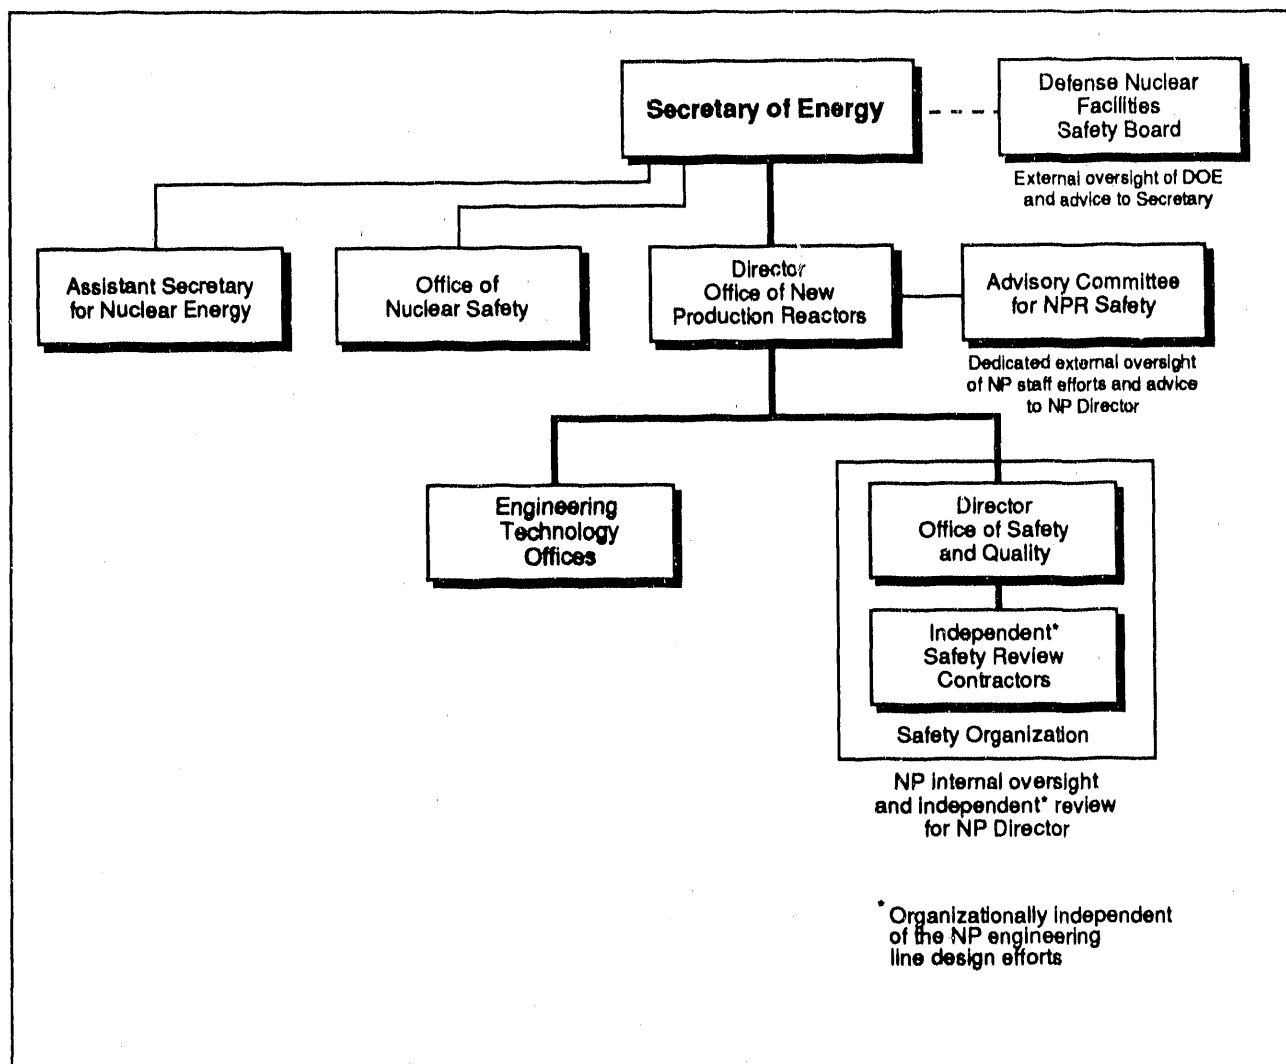 Secretary of Energy
Defense Nuclear
Facilities
Safety Board
External oversight of DOE
and advice to Secretary
Assistant Secretary
for Nuclear Energy
Office of
Nuclear Safety
Director
Office of New
Production Reactors
Advisory Committee
for NPR Safety
Dedicated external oversight
of NP staff efforts and advice
to NP Director
Engineering
Technology
Offices
Director
Office of Safety
and Quality
Independent*
Safety Review
Contractors
Safety Organization
NP internal oversight
and independent* review
for NP Director
* Organizationally independent
of the NP engineering
line design efforts